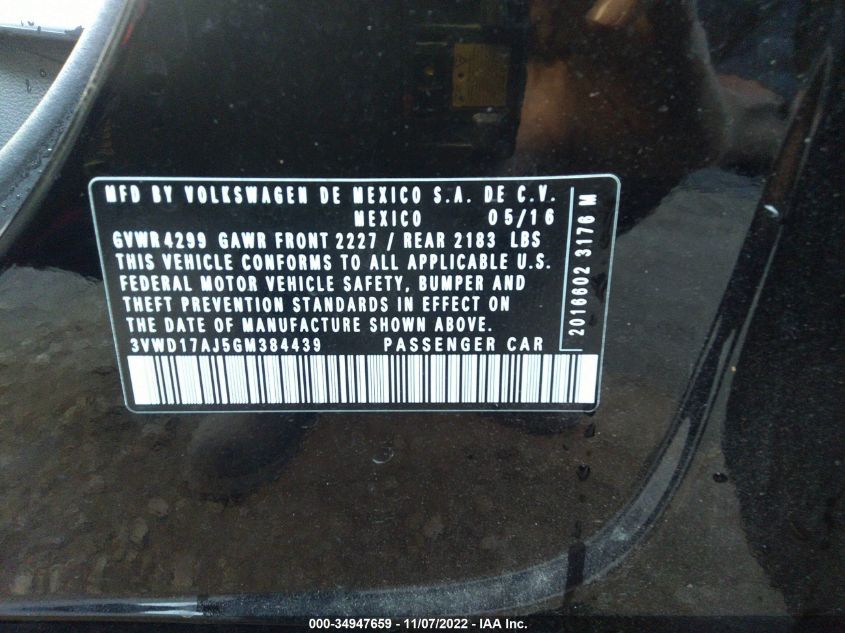 MFD BY VOLKSWAGEN DE MEXICO S.A. DE C.V.
MEXICO 05/16
GVWR 4299 GAWR FRONT 2227 / REAR 2183 LBS
THIS VEHICLE CONFORMS TO ALL APPLICABLE U.S.
FEDERAL MOTOR VEHICLE SAFETY, BUMPER AND
THEFT PREVENTION STANDARDS IN EFFECT ON
THE DATE OF MANUFACTURE SHOWN ABOVE.
3VWD17AJ5GM384439 PASSENGER CAR
2016602 3176 M
000-34947659 - 11/07/2022 - IAA Inc.